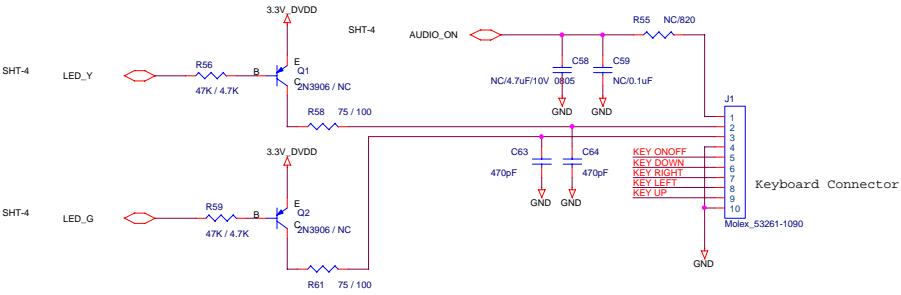 3.3V_DVDD
SHT-4
AUDIO_ON
R55
NC/820
SHT-4
LED_Y
R56
47K / 4.7K
B
E
C
Q1
2N3906 / NC
C58
NC/4.7uF/10V 0805
GND
C59
NC/0.1uF
GND
R58
75 / 100
J1
1
2
3
4
5
6
7
8
9
10
Molex_53261-1090
Keyboard Connector
KEY ONOFF
KEY DOWN
KEY RIGHT
KEY LEFT
KEY UP
3.3V_DVDD
C63
470pF
GND
C64
470pF
GND
SHT-4
LED_G
R59
47K / 4.7K
B
E
C
Q2
2N3906 / NC
GND
R61
75 / 100